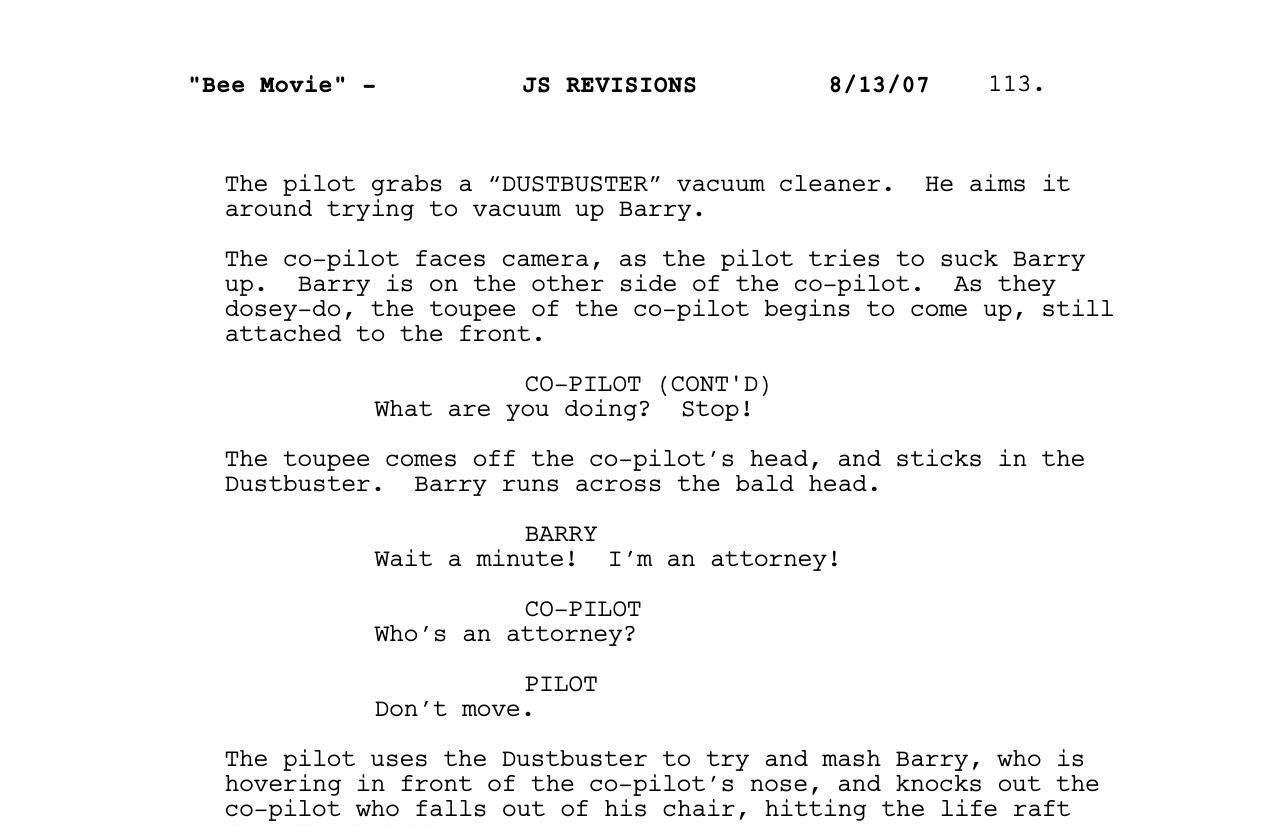 "Bee Movie" - JS REVISIONS 8/13/07 113.
The pilot grabs a “DUSTBUSTER” vacuum cleaner.  He aims it
around trying to vacuum up Barry.
The co-pilot faces camera, as the pilot tries to suck Barry
up.  Barry is on the other side of the co-pilot.  As they
dosey-do, the toupee of the co-pilot begins to come up, still
attached to the front.
CO-PILOT (CONT'D)
What are you doing?  Stop!
The toupee comes off the co-pilot’s head, and sticks in the
Dustbuster.  Barry runs across the bald head.
BARRY
Wait a minute!  I’m an attorney!
CO-PILOT
Who’s an attorney?
PILOT
Don’t move.
The pilot uses the Dustbuster to try and mash Barry, who is
hovering in front of the co-pilot’s nose, and knocks out the
co-pilot who falls out of his chair, hitting the life raft